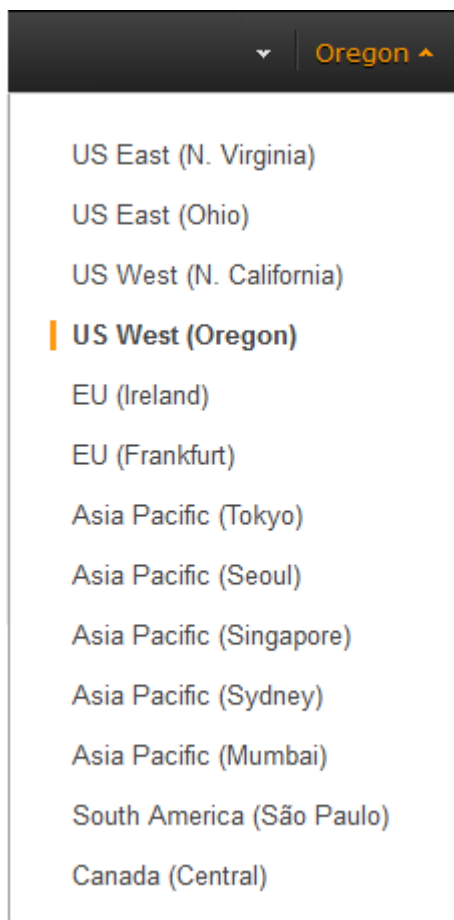 Oregon
US East (N. Virginia)
US East (Ohio)
US West (N. California)
US West (Oregon)
EU (Ireland)
EU (Frankfurt)
Asia Pacific (Tokyo)
Asia Pacific (Seoul)
Asia Pacific (Singapore)
Asia Pacific (Sydney)
Asia Pacific (Mumbai)
South America (São Paulo)
Canada (Central)